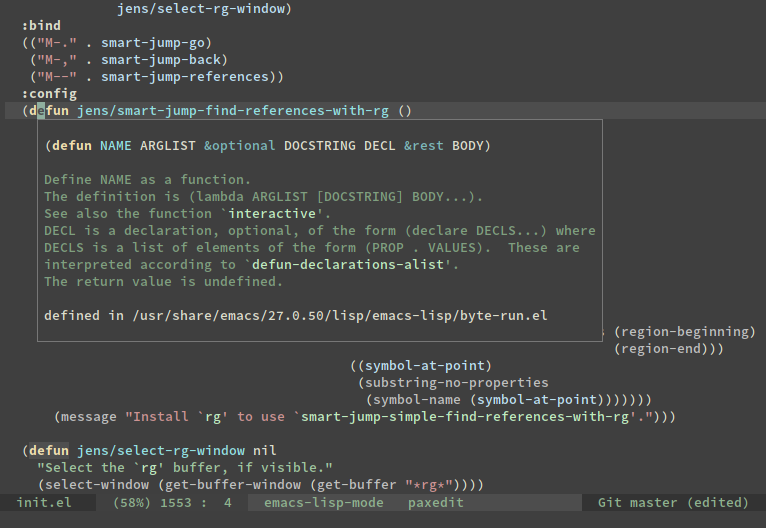 jens/select-rg-window)
:bind
(("M-." . smart-jump-go)
("M-," . smart-jump-back)
("M--" . smart-jump-references))
:config
(defun jens/smart-jump-find-references-with-rg ()
(defun NAME ARGLIST &optional DOCSTRING DECL &rest BODY)
Define NAME as a function.
The definition is (lambda ARGLIST [DOCSTRING] BODY...).
See also the function `interactive'.
DECL is a declaration, optional, of the form (declare DECLS...) where
DECLS is a list of elements of the form (PROP . VALUES).  These are
interpreted according to `defun-declarations-alist'.
The return value is undefined.
defined in /usr/share/emacs/27.0.50/lisp/emacs-lisp/byte-run.el
(region-beginning)
(region-end)))
((symbol-at-point)
(substring-no-properties
(symbol-name (symbol-at-point)))))))
(message "Install `rg' to use `smart-jump-simple-find-references-with-rg'.")))
(defun jens/select-rg-window nil
"Select the `rg' buffer, if visible."
(select-window (get-buffer-window (get-buffer "*rg*"))))
init.el (58%) 1553 : 4 emacs-lisp-mode paxedit Git master (edited)